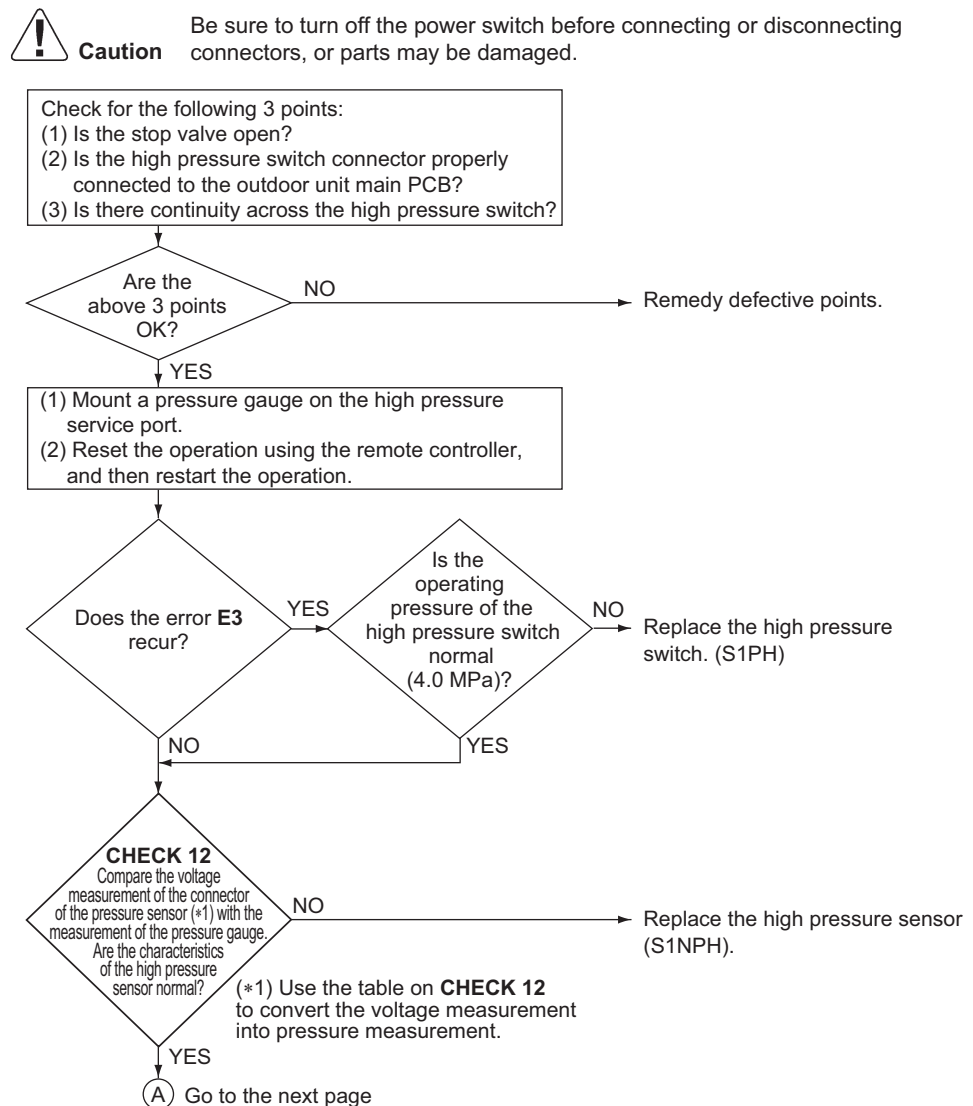 Be sure to turn off the power switch before connecting or disconnecting
Caution connectors, or parts may be damaged.
Check for the following 3 points:
(1) Is the stop valve open?
(2) Is the high pressure switch connector properly
connected to the outdoor unit main PCB?
(3) Is there continuity across the high pressure switch?
Are the
above 3 points
OK?
NO
Remedy defective points.
YES
(1) Mount a pressure gauge on the high pressure
service port.
(2) Reset the operation using the remote controller,
and then restart the operation.
Does the error E3
recur?
YES
Is the
operating
pressure of the
high pressure switch
normal
(4.0 MPa)?
NO
Replace the high pressure
switch. (S1PH)
NO
YES
CHECK 12
Compare the voltage
measurement of the connector
of the pressure sensor (*1) with the
measurement of the pressure gauge.
Are the characteristics
of the high pressure
sensor normal?
NO
Replace the high pressure sensor
(S1NPH).
(*1) Use the table on CHECK 12
to convert the voltage measurement
into pressure measurement.
YES
A Go to the next page